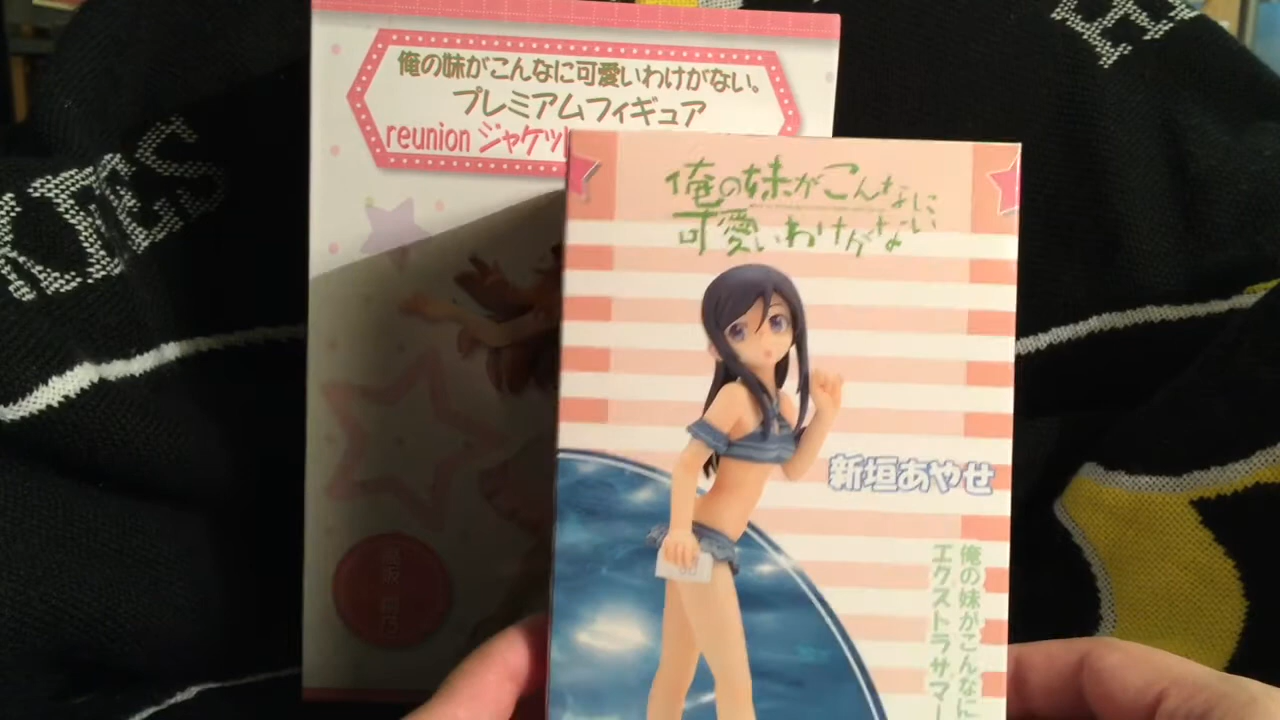 俺の妹がこんなに可愛いわけがない。
プレミアムフィギュア
reunion ジャケッ
俺の妹がこんなに
可愛いわけがない
新垣あやせ
俺の妹がこんなに
エクストラサマー